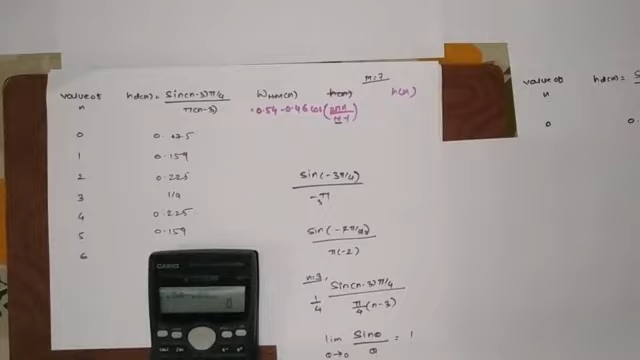 m=7
value of n hd(n) = sin(n-3)π/4 / π(n-3) WHm(n) h(n) h(n)
= 0.54 - 0.46 cos(2πn / N-1)
0 0.075
1 0.159
2 0.225
3 1/4
4 0.225
5 0.159
6
sin(-3π/4) / -3π
sin(-2π/4) / π(-2)
n=3,
1/4 sin(n-3)π/4 / π/4 (n-3)
lim θ→0 sinθ / θ = 1
CASIO
value of n hd(n) = S
0 0.